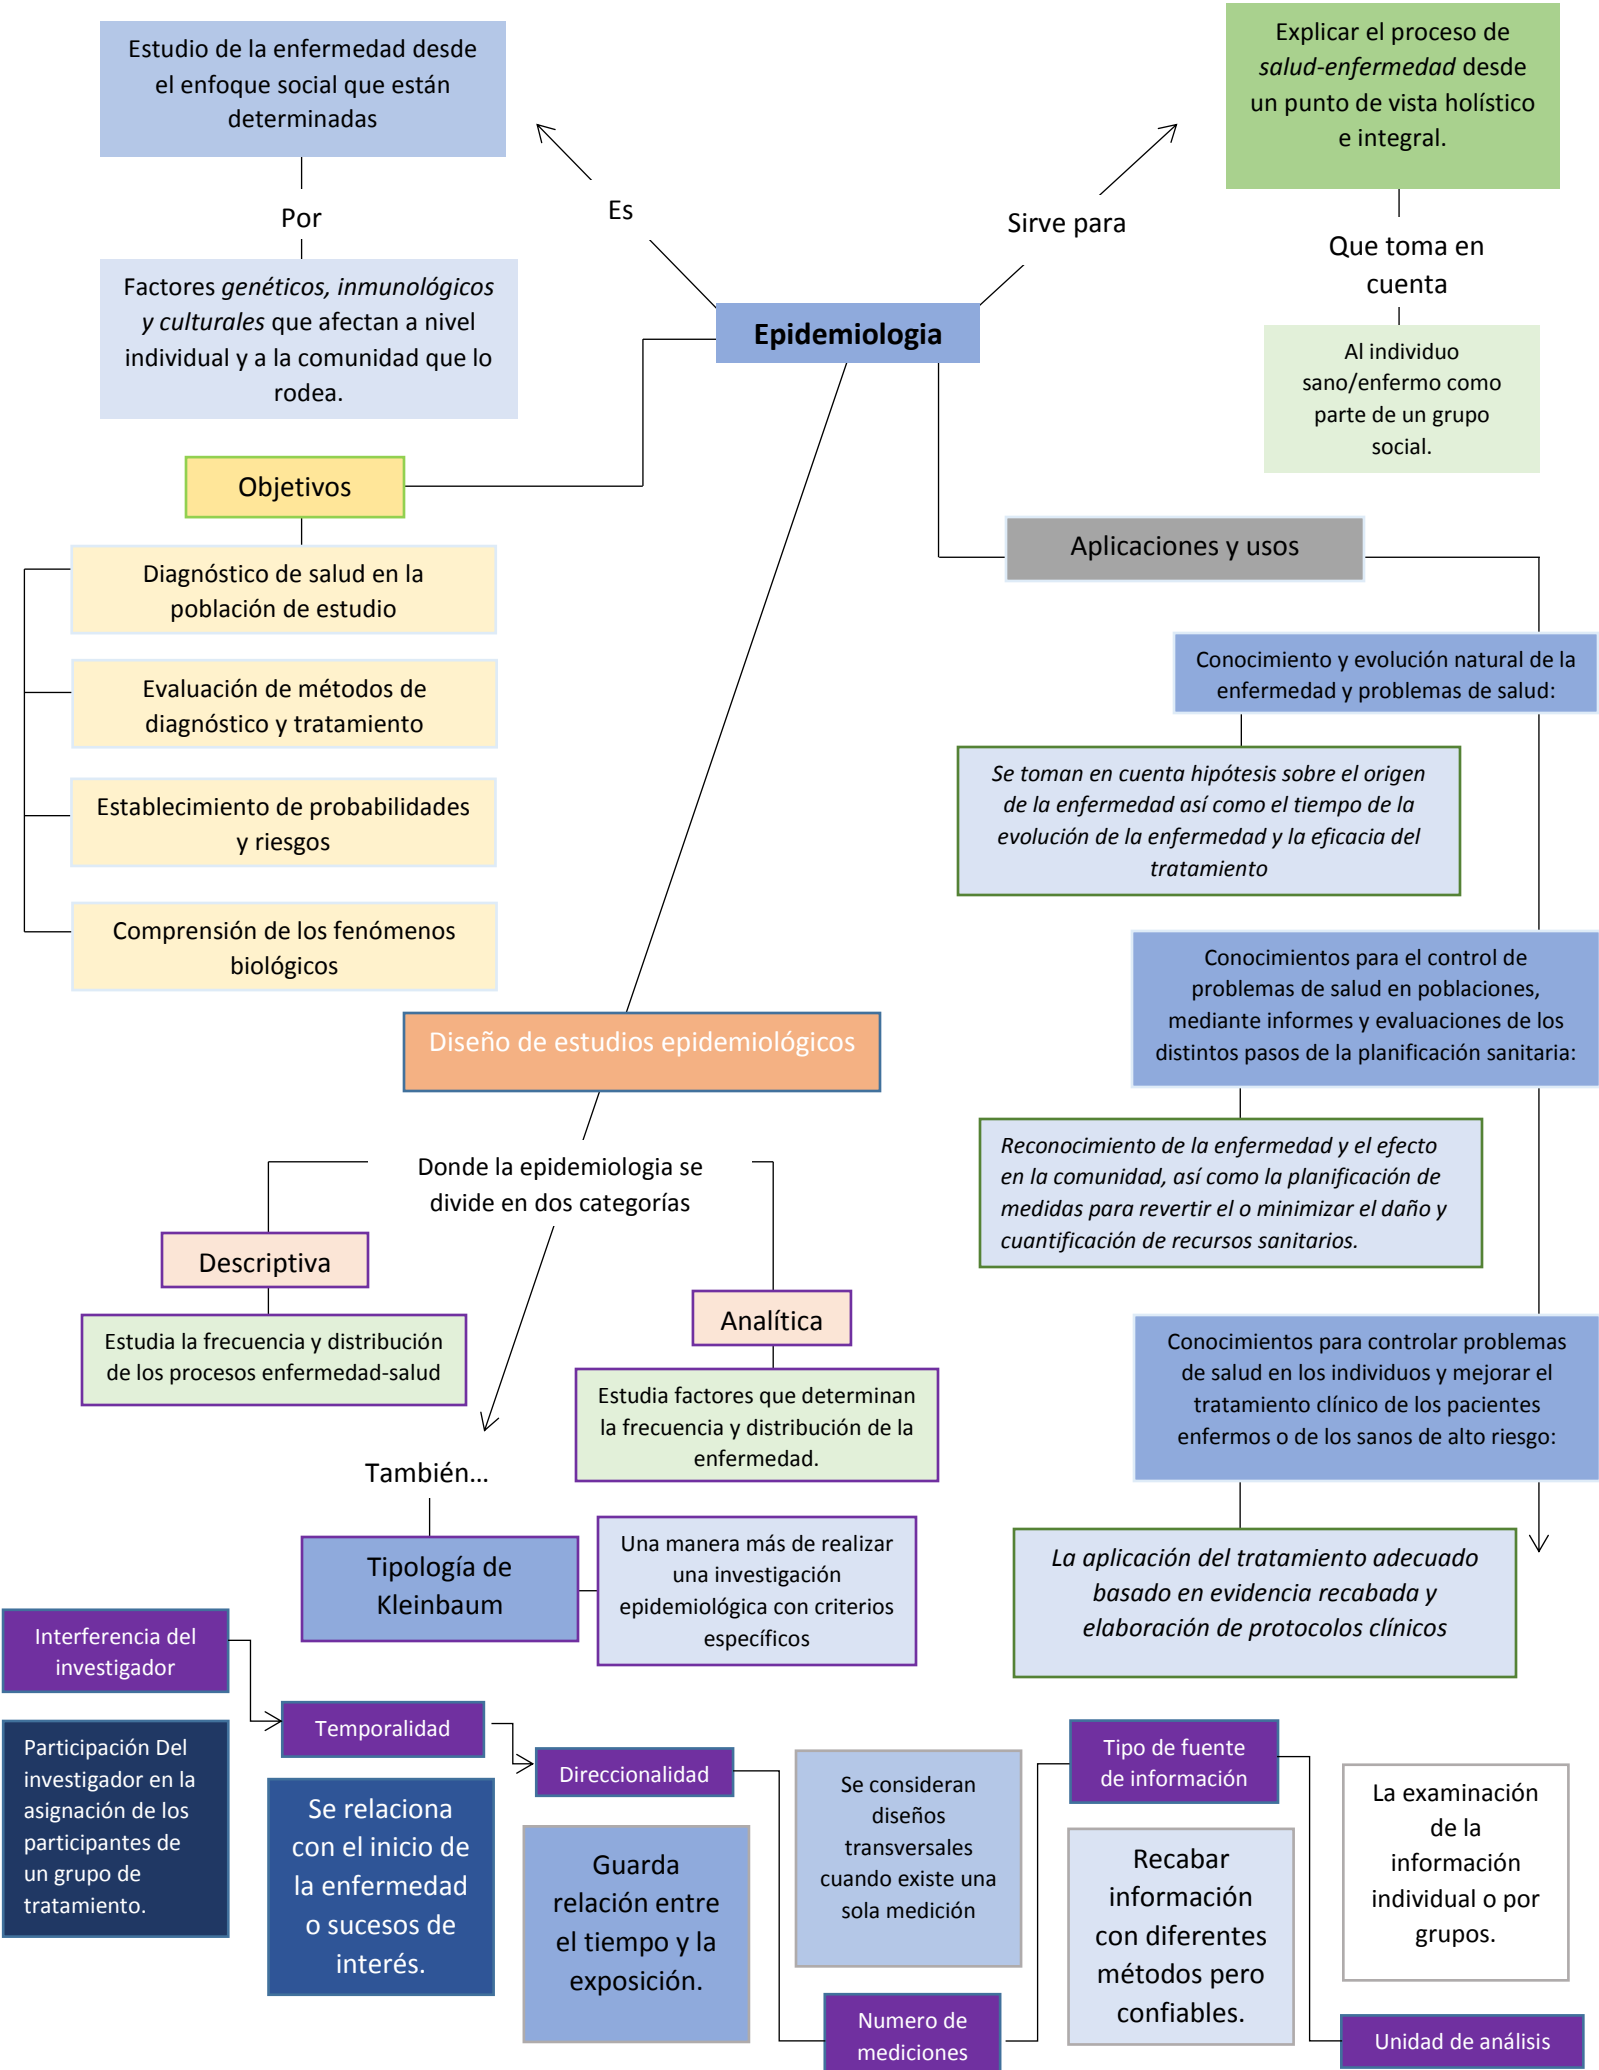 Estudio de la enfermedad desde
el enfoque social que están
determinadas
Por
Factores genéticos, inmunológicos
y culturales que afectan a nivel
individual y a la comunidad que lo
rodea.
Es
Sirve para
Explicar el proceso de
salud-enfermedad desde
un punto de vista holístico
e integral.
Que toma en
cuenta
Al individuo
sano/enfermo como
parte de un grupo
social.
Epidemiologia
Objetivos
Diagnóstico de salud en la
población de estudio
Evaluación de métodos de
diagnóstico y tratamiento
Establecimiento de probabilidades
y riesgos
Comprensión de los fenómenos
biológicos
Aplicaciones y usos
Conocimiento y evolución natural de la
enfermedad y problemas de salud:
Se toman en cuenta hipótesis sobre el origen
de la enfermedad así como el tiempo de la
evolución de la enfermedad y la eficacia del
tratamiento
Conocimientos para el control de
problemas de salud en poblaciones,
mediante informes y evaluaciones de los
distintos pasos de la planificación sanitaria:
Reconocimiento de la enfermedad y el efecto
en la comunidad, así como la planificación de
medidas para revertir el o minimizar el daño y
cuantificación de recursos sanitarios.
Conocimientos para controlar problemas
de salud en los individuos y mejorar el
tratamiento clínico de los pacientes
enfermos o de los sanos de alto riesgo:
La aplicación del tratamiento adecuado
basado en evidencia recabada y
elaboración de protocolos clínicos
Diseño de estudios epidemiológicos
Donde la epidemiologia se
divide en dos categorías
Descriptiva
Estudia la frecuencia y distribución
de los procesos enfermedad-salud
Analítica
Estudia factores que determinan
la frecuencia y distribución de la
enfermedad.
También...
Tipología de
Kleinbaum
Una manera más de realizar
una investigación
epidemiológica con criterios
específicos
Interferencia del
investigador
Participación Del
investigador en la
asignación de los
participantes de
un grupo de
tratamiento.
Temporalidad
Se relaciona
con el inicio de
la enfermedad
o sucesos de
interés.
Direccionalidad
Guarda
relación entre
el tiempo y la
exposición.
Se consideran
diseños
transversales
cuando existe una
sola medición
Numero de
mediciones
Tipo de fuente
de información
Recabar
información
con diferentes
métodos pero
confiables.
La examinación
de la
información
individual o por
grupos.
Unidad de análisis